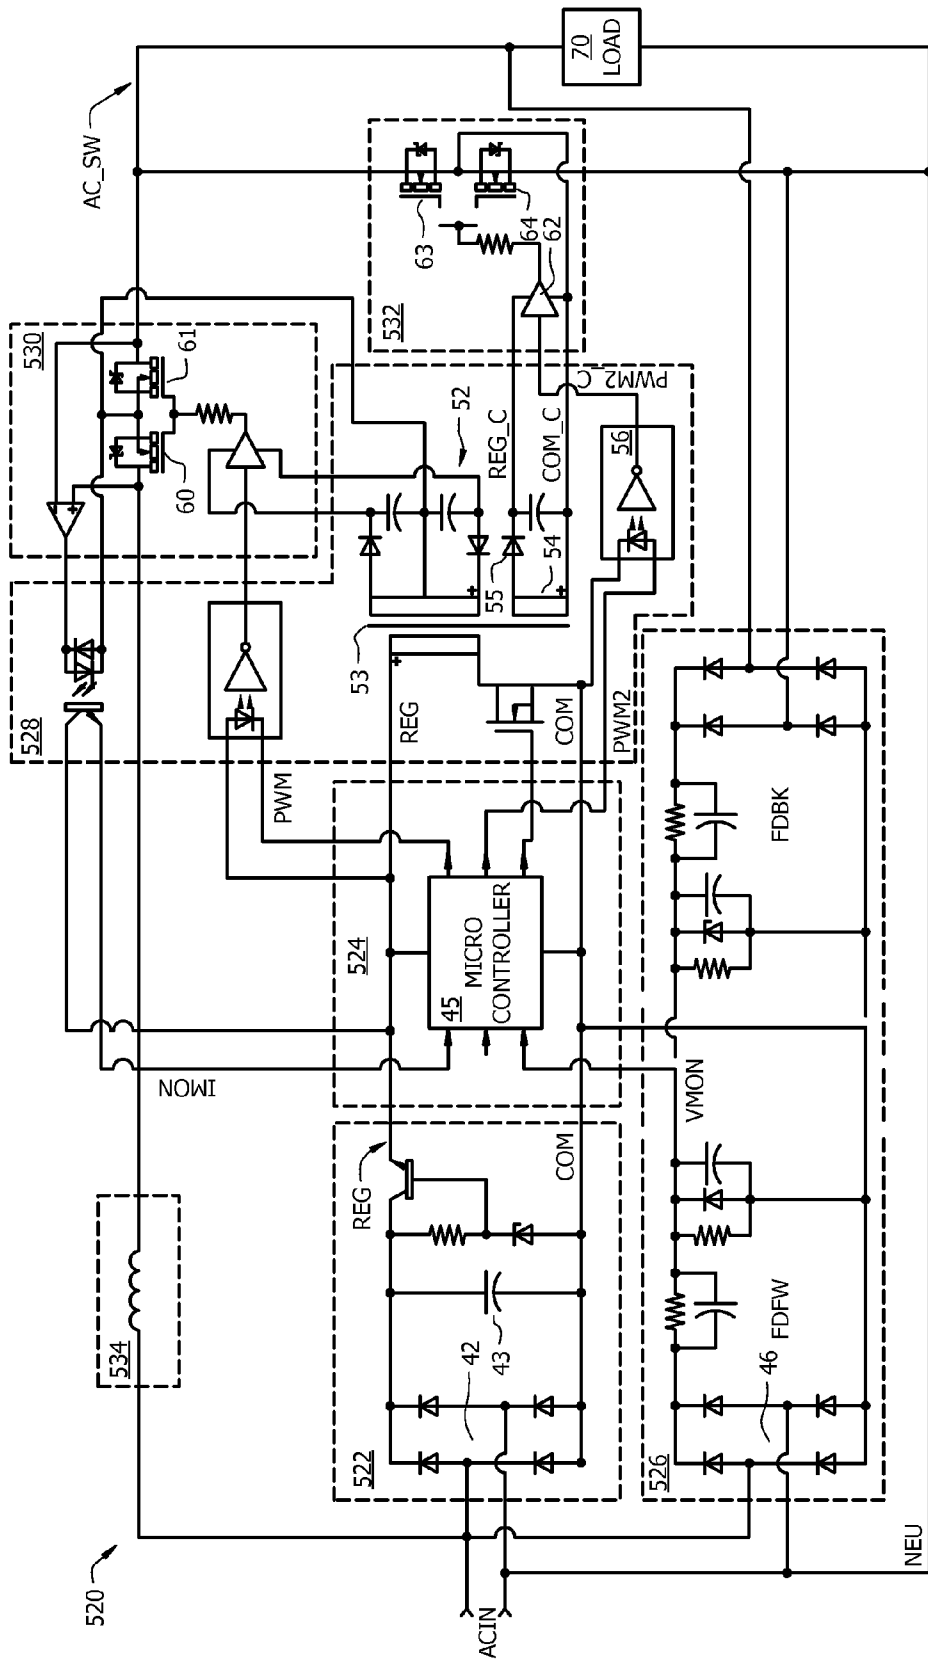 520
ACIN
NEU
534
522
42
43
REG
COM
526
46
FDFW
VMON
FDBK
IMON
524
45
MICRO
CONTROLLER
PWM
REG
COM
PWM2
528
53
55
54
52
REG_C
COM_C
56
PWM2_C
530
60
61
532
62
63
64
AC_SW
70
LOAD